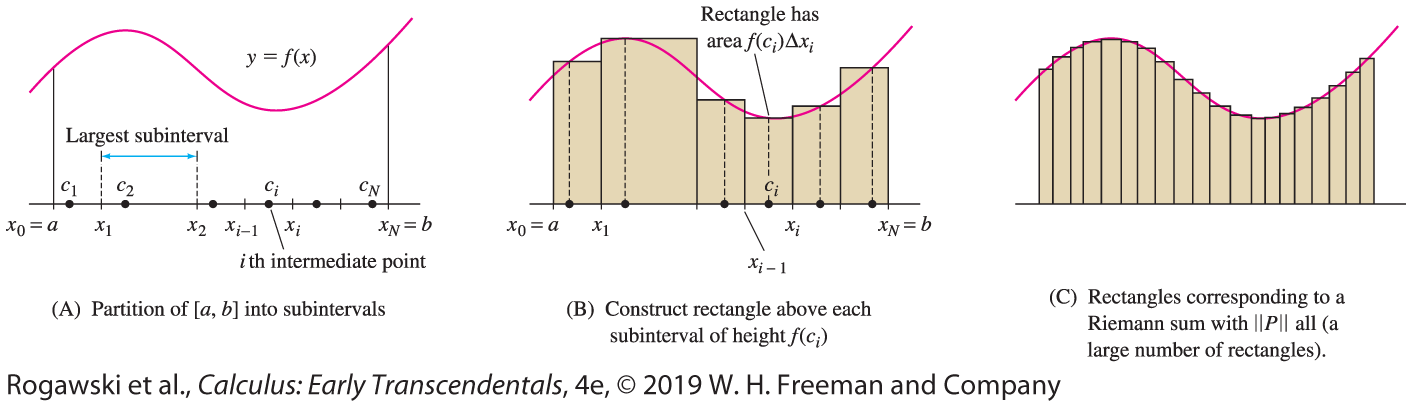 y = f(x)
Largest subinterval
c₁ c₂ cᵢ c_N
x₀ = a x₁ x₂ xᵢ₋₁ xᵢ x_N = b
ith intermediate point
(A) Partition of [a, b] into subintervals
Rectangle has
area f(cᵢ)Δxᵢ
cᵢ
x₀ = a x₁ xᵢ x_N = b
xᵢ₋₁
(B) Construct rectangle above each
subinterval of height f(cᵢ)
(C) Rectangles corresponding to a
Riemann sum with ||P|| all (a
large number of rectangles).
Rogawski et al., Calculus: Early Transcendentals, 4e, © 2019 W. H. Freeman and Company